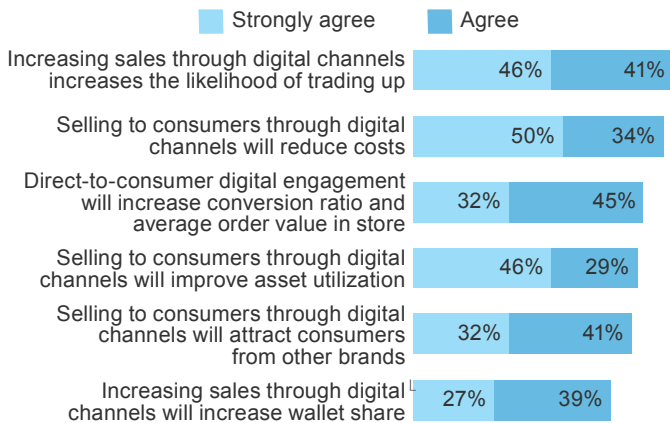 Strongly agree Agree
Increasing sales through digital channels
increases the likelihood of trading up
46% 41%
Selling to consumers through digital
channels will reduce costs
50% 34%
Direct-to-consumer digital engagement
will increase conversion ratio and
average order value in store
32% 45%
Selling to consumers through digital
channels will improve asset utilization
46% 29%
Selling to consumers through digital
channels will attract consumers
from other brands
32% 41%
Increasing sales through digital
channels will increase wallet share
27% 39%